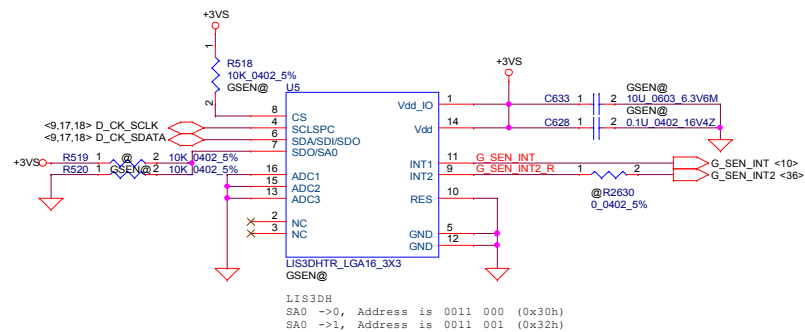 +3VS
1
R518
10K_0402_5%
GSEN@
2
U5
+3VS
8 CS
<9,17,18> D_CK_SCLK 4 SCLSPC
<9,17,18> D_CK_SDATA 6 SDA/SDI/SDO
7 SDO/SA0
+3VS R519 1 @ 2 10K_0402_5%
R520 1 GSEN@ 2 10K_0402_5%
16 ADC1
15 ADC2
13 ADC3
2 NC
3 NC
Vdd_IO 1
Vdd 14
INT1 11 G_SEN_INT
INT2 9 G_SEN_INT2_R
RES 10
GND 5
GND 12
LIS3DHTR_LGA16_3X3
GSEN@
GSEN@
C633 1 2 10U_0603_6.3V6M
GSEN@
C628 1 2 0.1U_0402_16V4Z
G_SEN_INT <10>
1 2 G_SEN_INT2 <36>
@R2630
0_0402_5%
LIS3DH
SA0 ->0, Address is 0011 000 (0x30h)
SA0 ->1, Address is 0011 001 (0x32h)